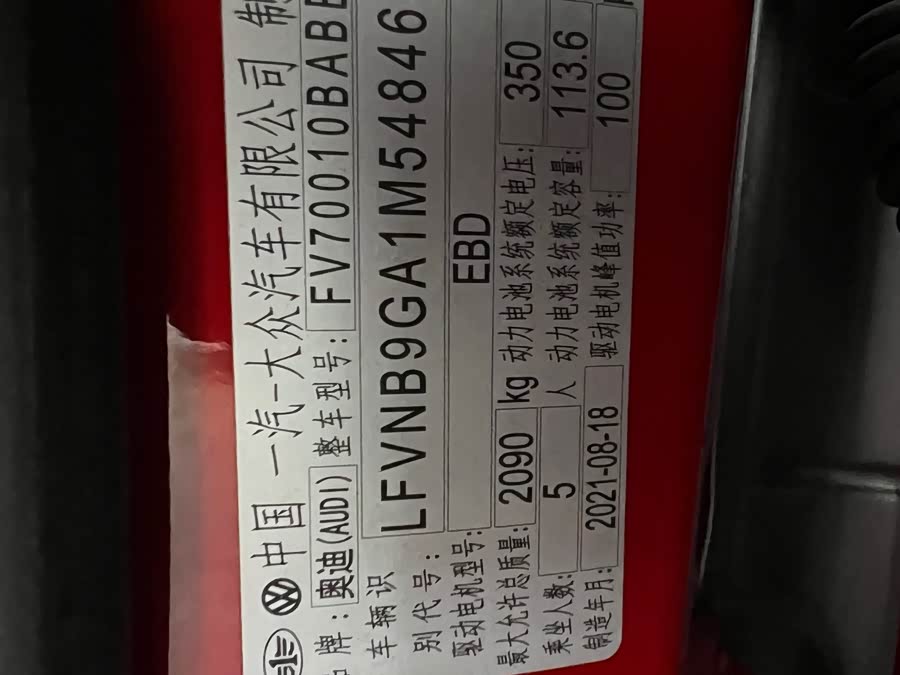 中国 一汽-大众汽车有限公司 制
牌: 奥迪(AUDI) 整车型号: FV70010BABE
车辆识别代号: LFVNB9GA1M54846
驱动电机型号: EBD
最大允许总质量: 2090 kg 动力电池系统额定电压: 350
乘坐人数: 5 人 动力电池系统额定容量: 113.6
制造年月: 2021-08-18 驱动电机峰值功率: 100